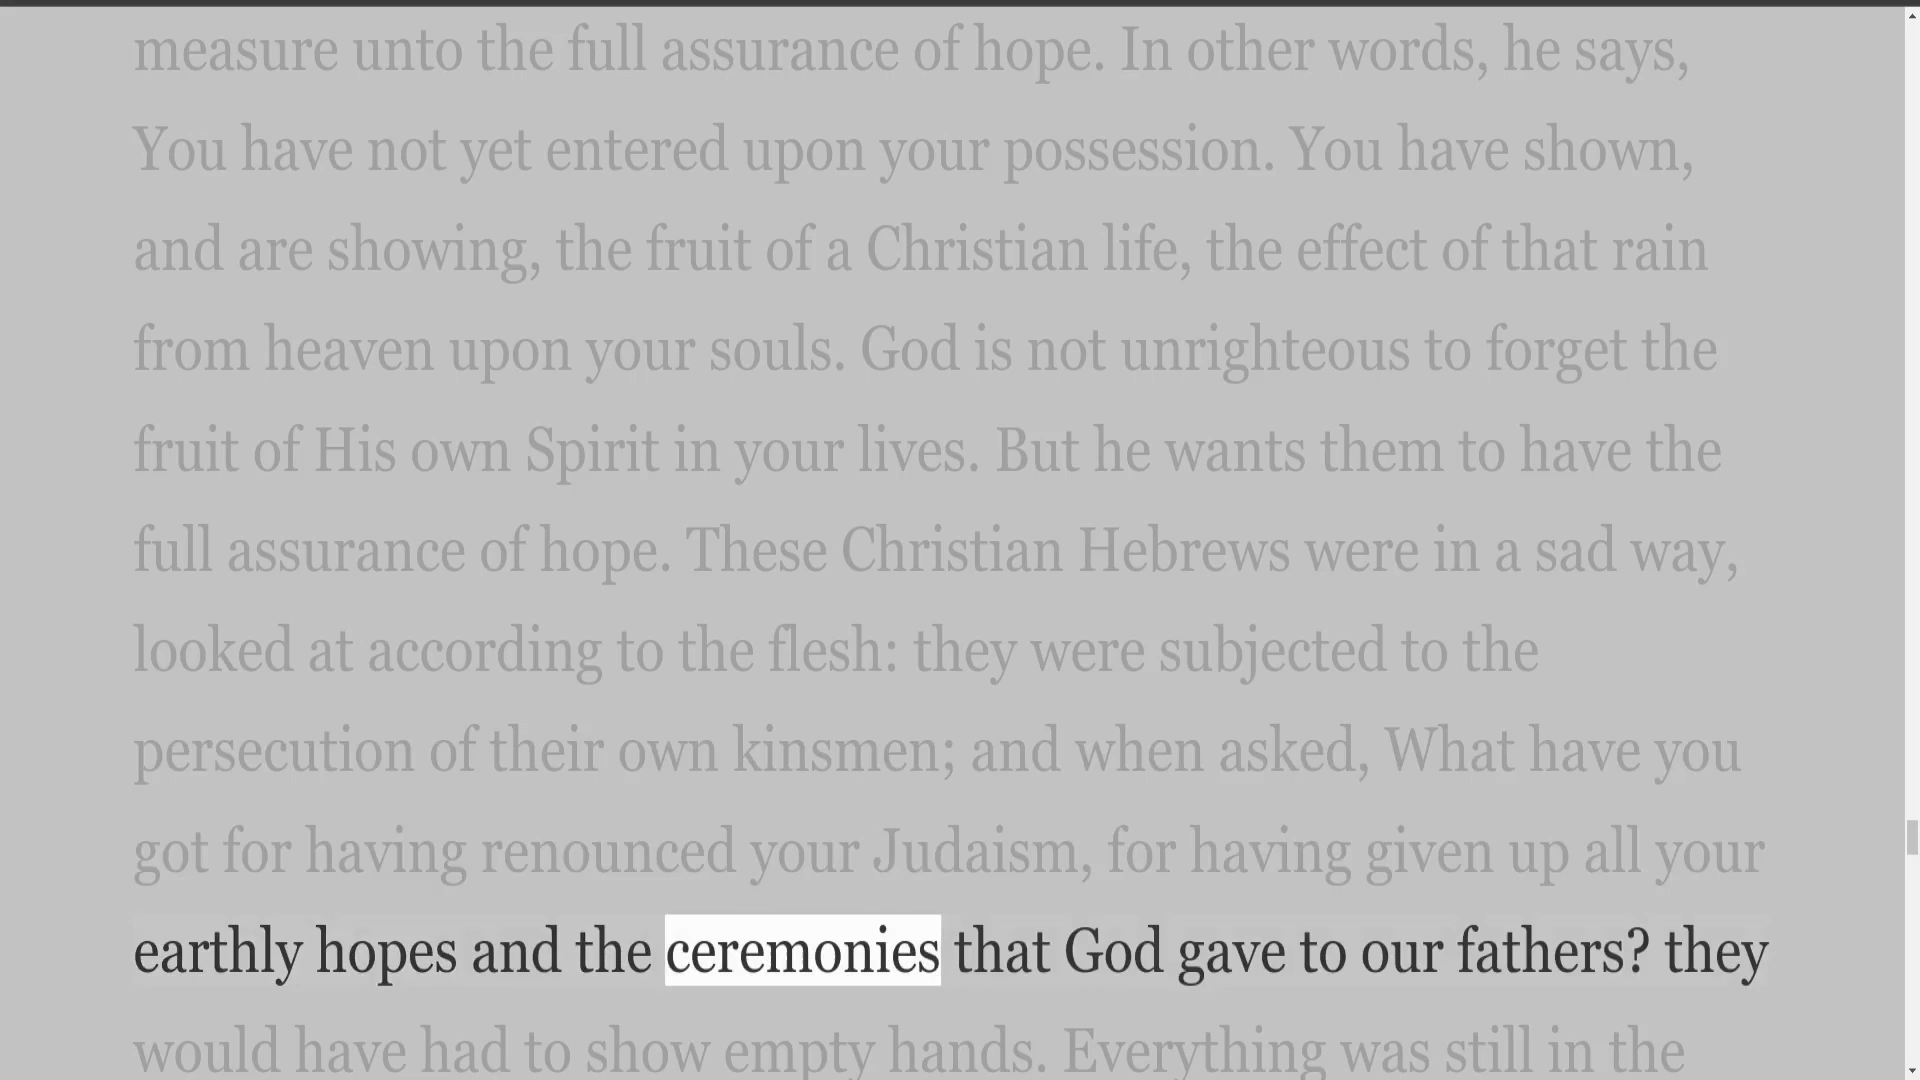 measure unto the full assurance of hope. In other words, he says,
You have not yet entered upon your possession. You have shown,
and are showing, the fruit of a Christian life, the effect of that rain
from heaven upon your souls. God is not unrighteous to forget the
fruit of His own Spirit in your lives. But he wants them to have the
full assurance of hope. These Christian Hebrews were in a sad way,
looked at according to the flesh: they were subjected to the
persecution of their own kinsmen; and when asked, What have you
got for having renounced your Judaism, for having given up all your
earthly hopes and the ceremonies that God gave to our fathers? they
would have had to show empty hands. Everything was still in the